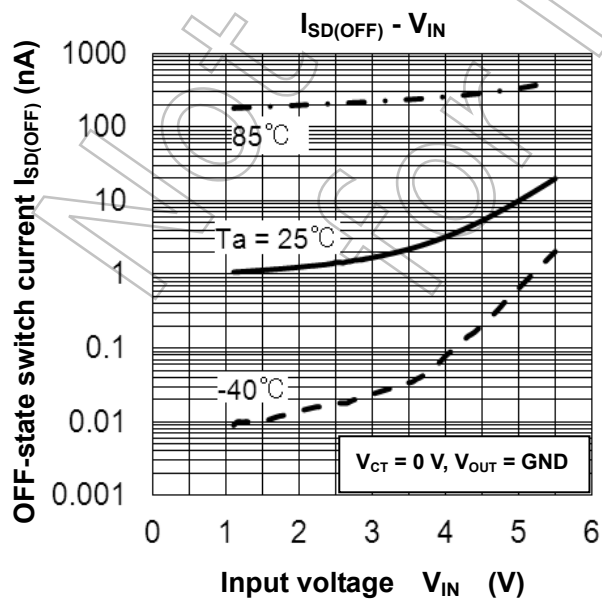 I_SD(OFF) - V_IN
OFF-state switch current I_SD(OFF) (nA)
1000
100
10
1
0.1
0.01
0.001
85℃
Ta = 25℃
-40℃
V_CT = 0 V, V_OUT = GND
0 1 2 3 4 5 6
Input voltage V_IN (V)
Not
for